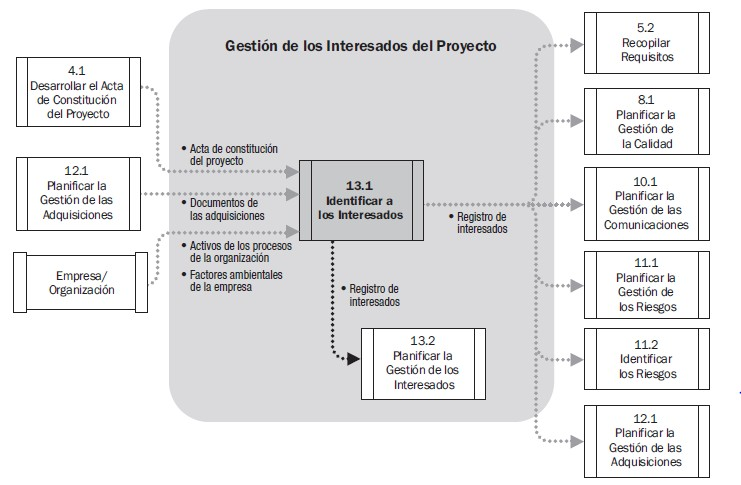 Gestión de los Interesados del Proyecto
4.1
Desarrollar el Acta
de Constitución
del Proyecto
12.1
Planificar la
Gestión de las
Adquisiciones
Empresa/
Organización
• Acta de constitución
del proyecto
• Documentos de
las adquisiciones
• Activos de los procesos
de la organización
• Factores ambientales
de la empresa
13.1
Identificar a
los Interesados
• Registro de
interesados
• Registro de
interesados
13.2
Planificar la
Gestión de los
Interesados
5.2
Recopilar
Requisitos
8.1
Planificar la
Gestión de
la Calidad
10.1
Planificar la
Gestión de las
Comunicaciones
11.1
Planificar la
Gestión de
los Riesgos
11.2
Identificar
los Riesgos
12.1
Planificar la
Gestión de las
Adquisiciones